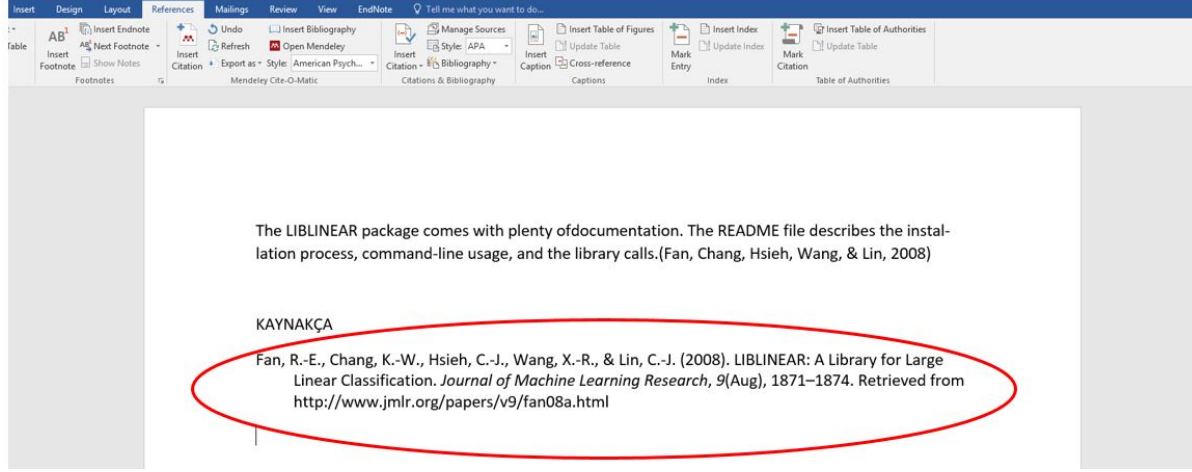 Insert Design Layout References Mailings Review View EndNote Tell me what you want to do...
Table
AB¹
Insert Footnote
Insert Endnote
Next Footnote
Show Notes
Footnotes
Insert Citation
Undo
Refresh
Export as
Insert Bibliography
Open Mendeley
Style: American Psych...
Mendeley Cite-O-Matic
Insert Citation
Manage Sources
Style: APA
Bibliography
Citations & Bibliography
Insert Caption
Insert Table of Figures
Update Table
Cross-reference
Captions
Mark Entry
Insert Index
Update Index
Index
Mark Citation
Insert Table of Authorities
Update Table
Table of Authorities
The LIBLINEAR package comes with plenty ofdocumentation. The README file describes the instal-
lation process, command-line usage, and the library calls.(Fan, Chang, Hsieh, Wang, & Lin, 2008)
KAYNAKÇA
Fan, R.-E., Chang, K.-W., Hsieh, C.-J., Wang, X.-R., & Lin, C.-J. (2008). LIBLINEAR: A Library for Large
Linear Classification. Journal of Machine Learning Research, 9(Aug), 1871–1874. Retrieved from
http://www.jmlr.org/papers/v9/fan08a.html